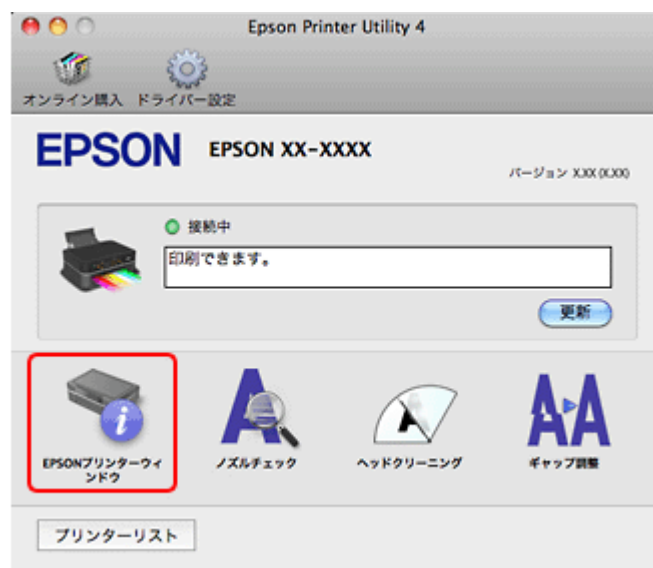 Epson Printer Utility 4
オンライン購入 ドライバー設定
EPSON EPSON XX-XXXX
バージョン X.XX (X.XX)
接続中
印刷できます。
更新
EPSONプリンターウィ
ンドウ
ノズルチェック
ヘッドクリーニング
ギャップ調整
プリンターリスト